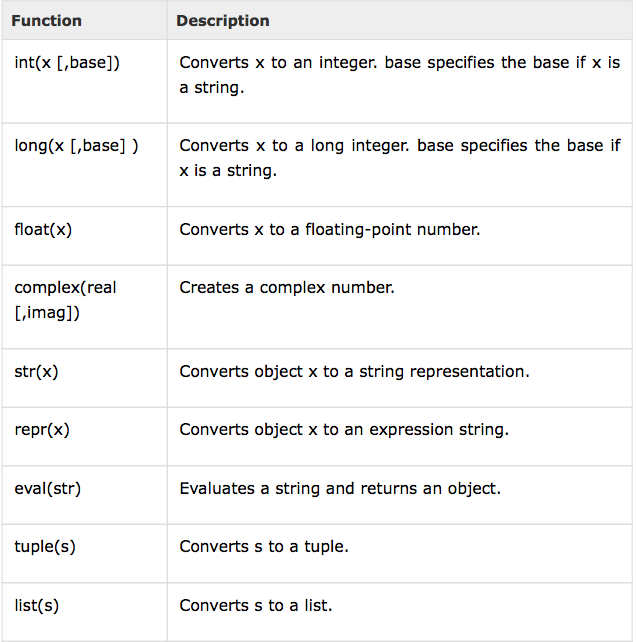 Function Description
int(x [,base]) Converts x to an integer. base specifies the base if x is
a string.
long(x [,base] ) Converts x to a long integer. base specifies the base if
x is a string.
float(x) Converts x to a floating-point number.
complex(real Creates a complex number.
[,imag])
str(x) Converts object x to a string representation.
repr(x) Converts object x to an expression string.
eval(str) Evaluates a string and returns an object.
tuple(s) Converts s to a tuple.
list(s) Converts s to a list.